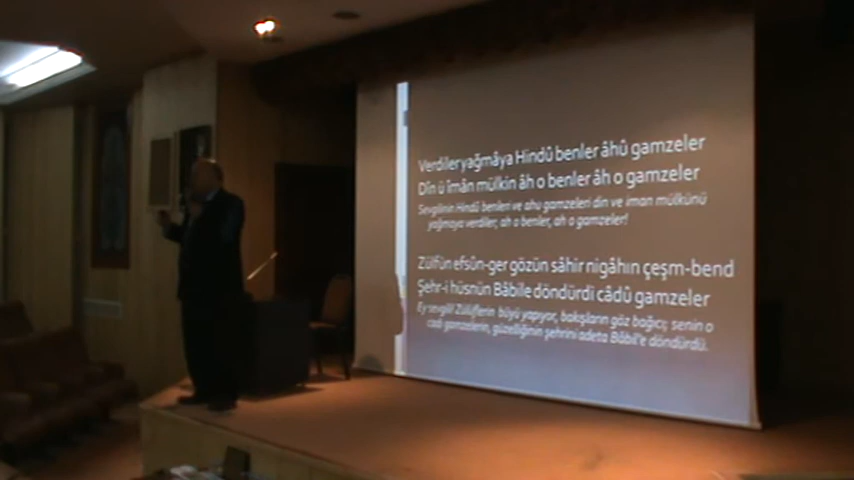 Verdiler yağmâya Hindû benler âhû gamzeler
Dîn ü îmân mülkin âh o benler âh o gamzeler
Sevgilinin Hindu benleri ve ahu gamzeleri din ve iman mülkünü
yağmaya verdiler; ah o benler, ah o gamzeler!
Zülfün efsûn-ger gözün sâhir nigâhın çeşm-bend
Şehr-i hüsnün Bâbile döndürdi câdû gamzeler
Ey sevgili! Zülüflerin büyü yapıyor, bakışların göz bağıcı; senin o
cadı gamzelerin, güzelliğinin şehrini adeta Bâbil'e döndürdü.